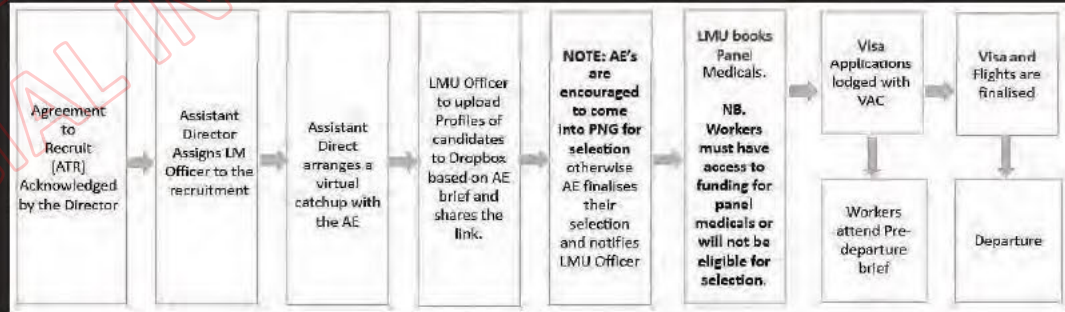 Agreement
to
Recruit
(ATR)
Acknowledged
by the Director
Assistant
Director
Assigns LM
Officer to the
recruitment
Assistant
Direct
arranges a
virtual
catchup with
the AE
LMU Officer
to upload
Profiles of
candidates
to Dropbox
based on AE
brief and
shares the
link.
NOTE: AE's
are
encouraged
to come
into PNG for
selection
otherwise
AE finalises
their
selection
and notifies
LMU Officer
LMU books
Panel
Medicals.
NB.
Workers
must have
access to
funding for
panel
medicals or
will not be
eligible for
selection.
Visa
Applications
lodged with
VAC
Workers
attend Pre-
departure
brief
Visa and
Flights are
finalised
Departure